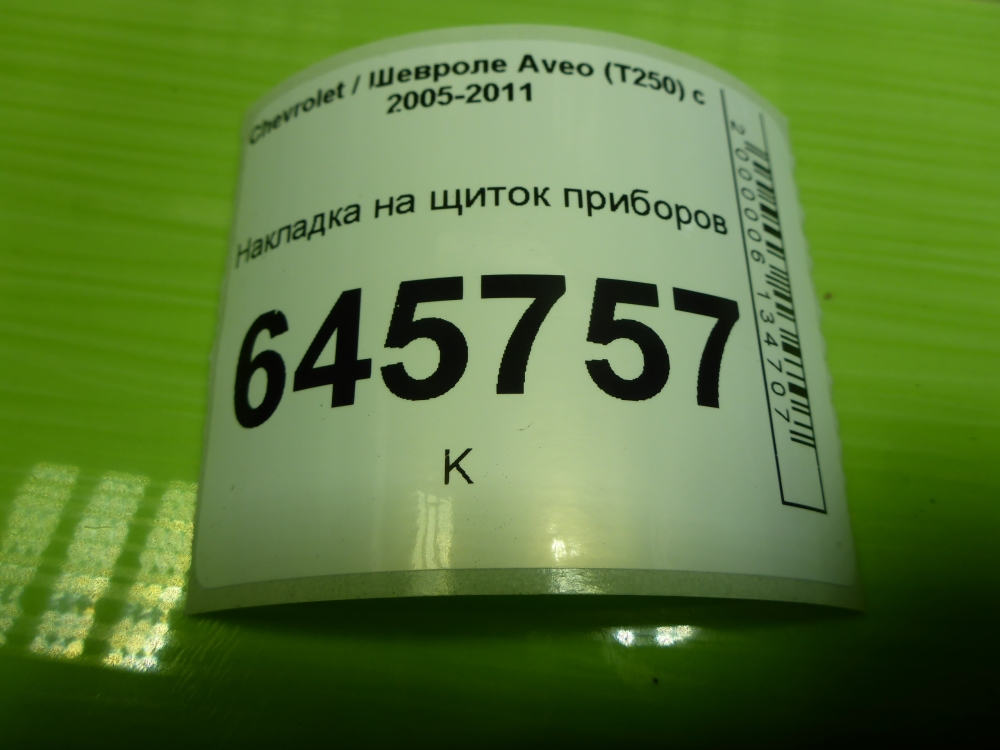 Chevrolet / Шевроле Aveo (T250) с
2005-2011
Накладка на щиток приборов
645757
К
2000006134707